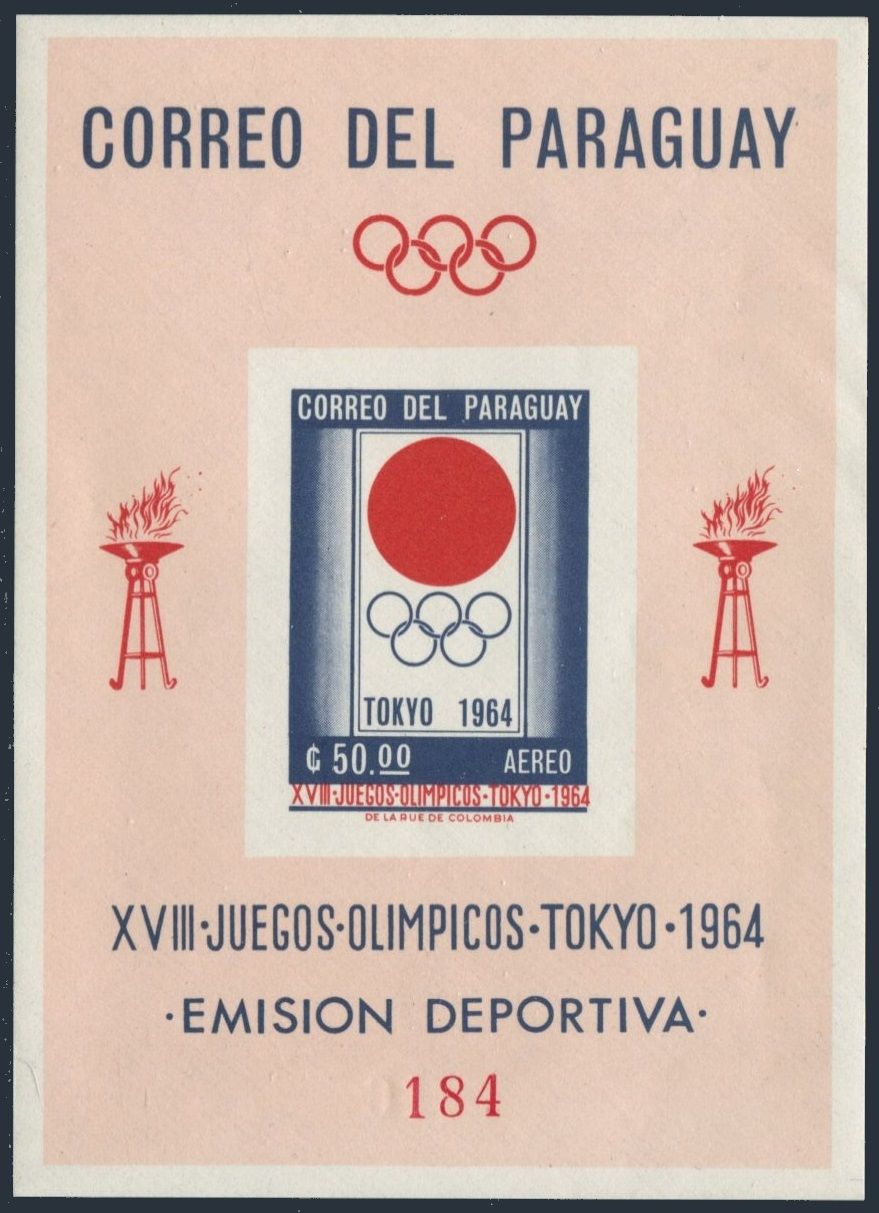 CORREO DEL PARAGUAY
CORREO DEL PARAGUAY
TOKYO 1964
₲ 50.00 AEREO
XVIII·JUEGOS·OLIMPICOS·TOKYO·1964
DE LA RUE DE COLOMBIA
XVIII·JUEGOS·OLIMPICOS·TOKYO·1964
·EMISION DEPORTIVA·
184